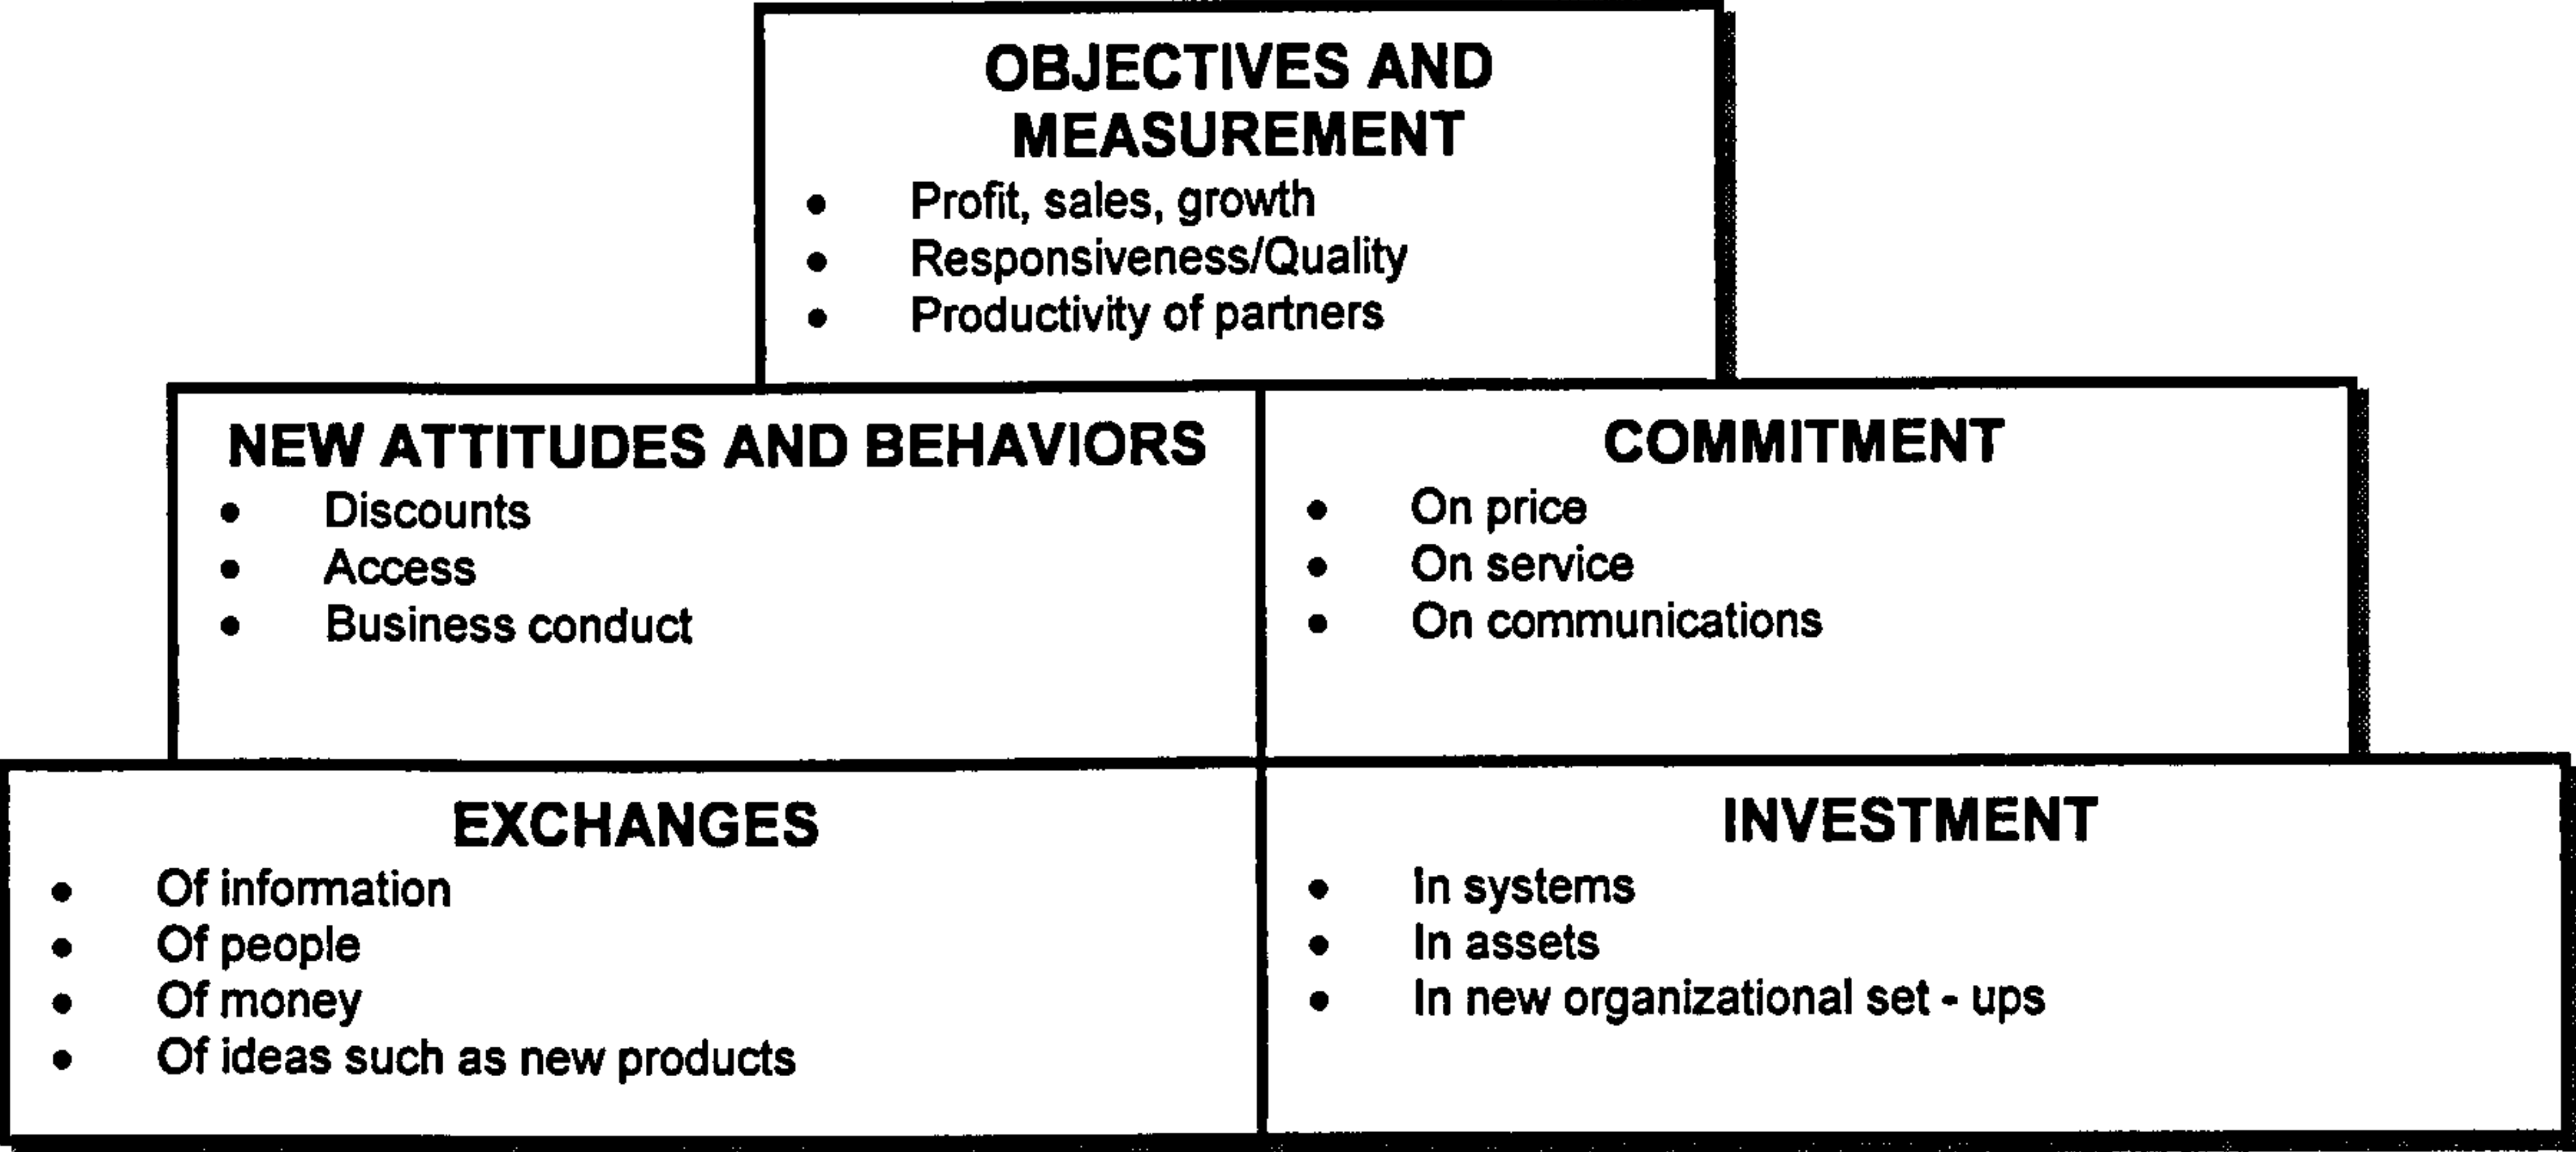 OBJECTIVES AND
MEASUREMENT
• Profit, sales, growth
• Responsiveness/Quality
• Productivity of partners
NEW ATTITUDES AND BEHAVIORS
• Discounts
• Access
• Business conduct
COMMITMENT
• On price
• On service
• On communications
EXCHANGES
• Of information
• Of people
• Of money
• Of ideas such as new products
INVESTMENT
• In systems
• In assets
• In new organizational set - ups